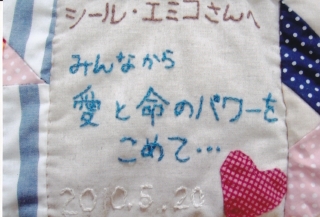 シール・エミコさんへ
みんなから
愛と命のパワーを
こめて…
2010.5.20